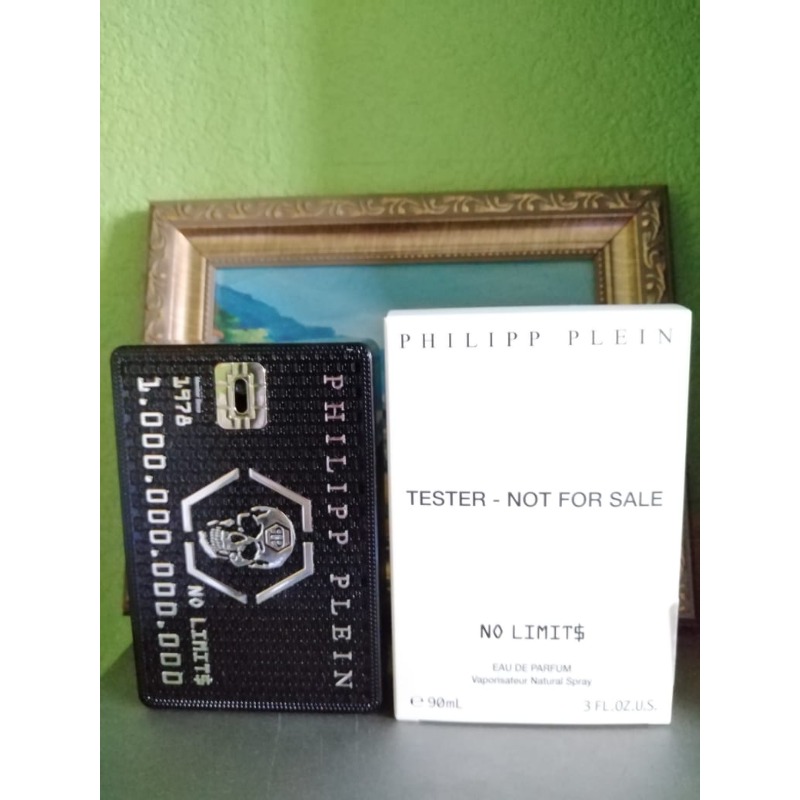 PHILIPP PLEIN
1978
1.000.000.000.000
NO LIMIT$
PHILIPP PLEIN
TESTER - NOT FOR SALE
NO LIMIT$
EAU DE PARFUM
Vaporisateur Natural Spray
℮ 90mL
3 FL.OZ.U.S.